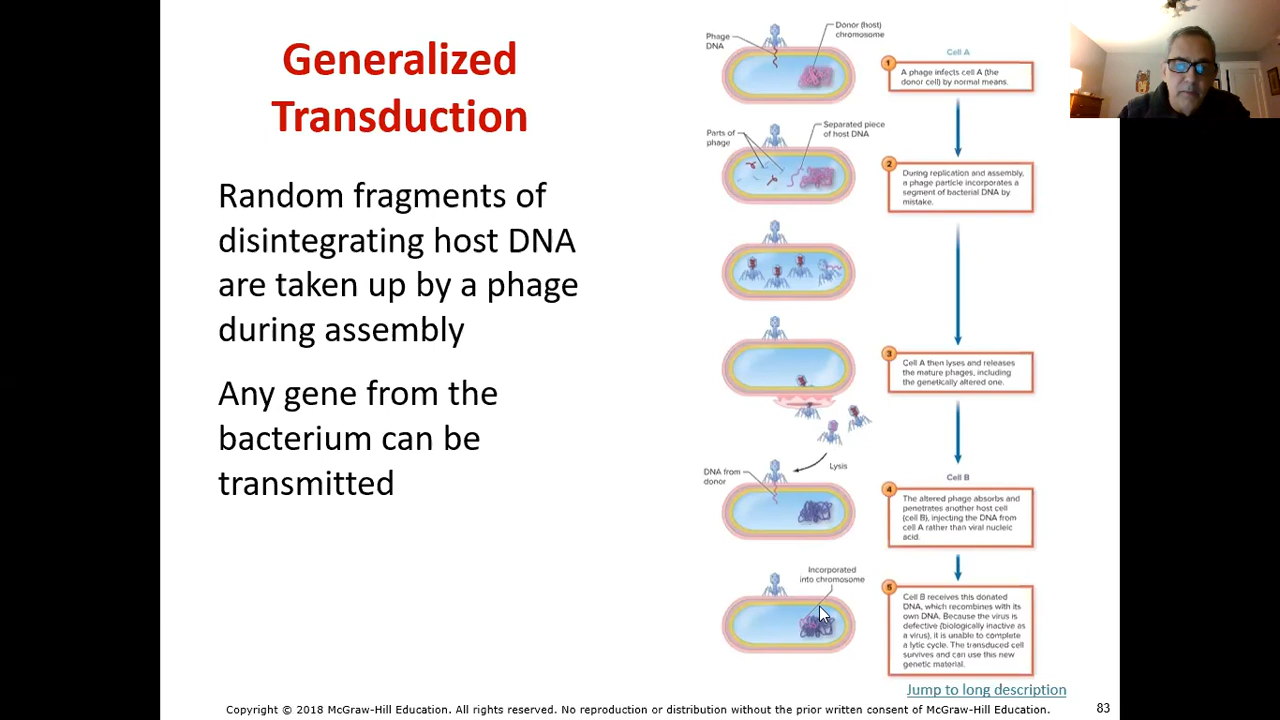 Generalized
Transduction
Random fragments of
disintegrating host DNA
are taken up by a phage
during assembly
Any gene from the
bacterium can be
transmitted
Phage
DNA
Donor (host)
chromosome
Cell A
1
A phage infects cell A (the
donor cell) by normal means.
Parts of
phage
Separated piece
of host DNA
2
During replication and assembly,
a phage particle incorporates a
segment of bacterial DNA by
mistake.
3
Cell A then lyses and releases
the mature phages, including
the genetically altered one.
Lysis
DNA from
donor
Cell B
4
The altered phage absorbs and
penetrates another host cell
(cell B), injecting the DNA from
cell A rather than viral nucleic
acid.
Incorporated
into chromosome
5
Cell B receives this donated
DNA, which recombines with its
own DNA. Because the virus is
defective (biologically inactive as
a virus), it is unable to complete
a lytic cycle. The transduced cell
survives and can use this new
genetic material.
Jump to long description
Copyright © 2018 McGraw-Hill Education. All rights reserved. No reproduction or distribution without the prior written consent of McGraw-Hill Education.
83